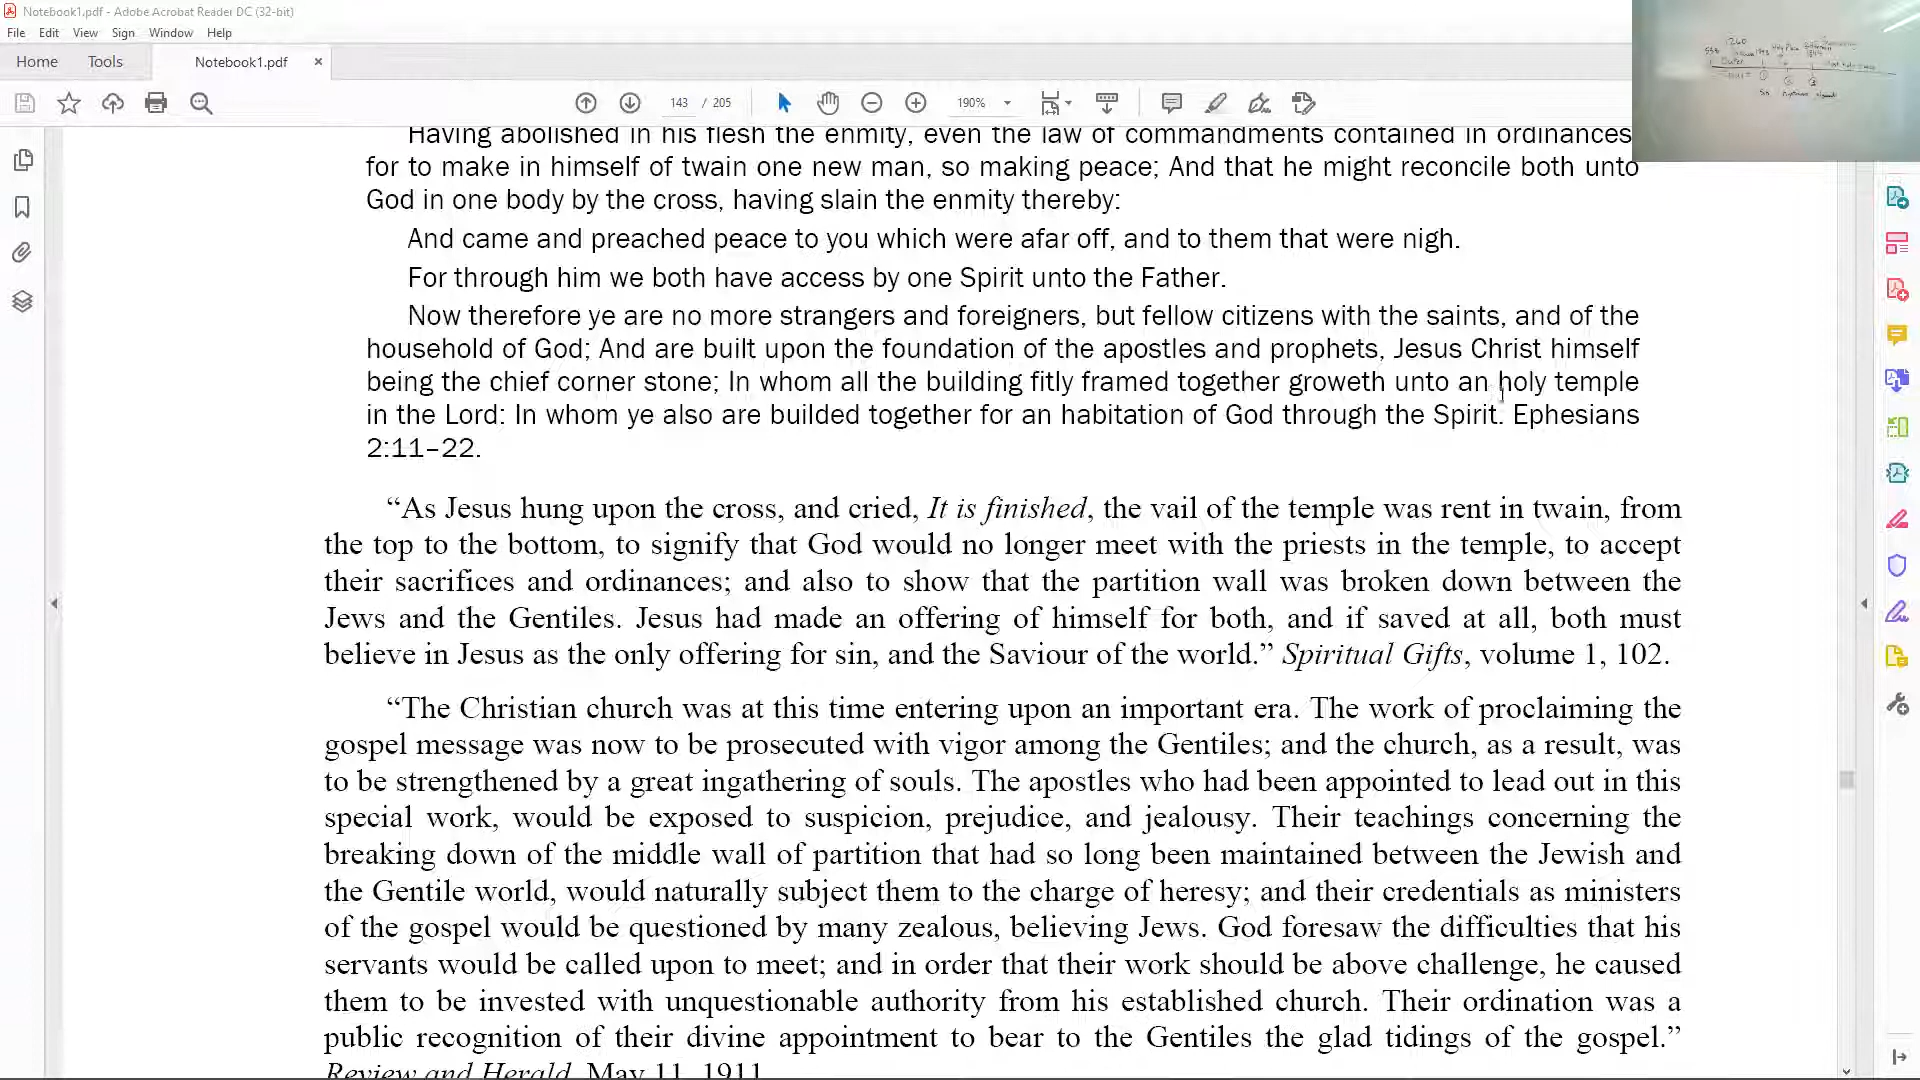 Notebook1.pdf - Adobe Acrobat Reader DC (32-bit)
File Edit View Sign Window Help
Home Tools Notebook1.pdf ×
143 / 205 190%
1260
538
Having abolished in his flesh the enmity, even the law of commandments contained in ordinances
for to make in himself of twain one new man, so making peace; And that he might reconcile both unto
God in one body by the cross, having slain the enmity thereby:
And came and preached peace to you which were afar off, and to them that were nigh.
For through him we both have access by one Spirit unto the Father.
Now therefore ye are no more strangers and foreigners, but fellow citizens with the saints, and of the
household of God; And are built upon the foundation of the apostles and prophets, Jesus Christ himself
being the chief corner stone; In whom all the building fitly framed together groweth unto an holy temple
in the Lord: In whom ye also are builded together for an habitation of God through the Spirit. Ephesians
2:11–22.
“As Jesus hung upon the cross, and cried, It is finished, the vail of the temple was rent in twain, from
the top to the bottom, to signify that God would no longer meet with the priests in the temple, to accept
their sacrifices and ordinances; and also to show that the partition wall was broken down between the
Jews and the Gentiles. Jesus had made an offering of himself for both, and if saved at all, both must
believe in Jesus as the only offering for sin, and the Saviour of the world.” Spiritual Gifts, volume 1, 102.
“The Christian church was at this time entering upon an important era. The work of proclaiming the
gospel message was now to be prosecuted with vigor among the Gentiles; and the church, as a result, was
to be strengthened by a great ingathering of souls. The apostles who had been appointed to lead out in this
special work, would be exposed to suspicion, prejudice, and jealousy. Their teachings concerning the
breaking down of the middle wall of partition that had so long been maintained between the Jewish and
the Gentile world, would naturally subject them to the charge of heresy; and their credentials as ministers
of the gospel would be questioned by many zealous, believing Jews. God foresaw the difficulties that his
servants would be called upon to meet; and in order that their work should be above challenge, he caused
them to be invested with unquestionable authority from his established church. Their ordination was a
public recognition of their divine appointment to bear to the Gentiles the glad tidings of the gospel.”
Review and Herald, May 11, 1911